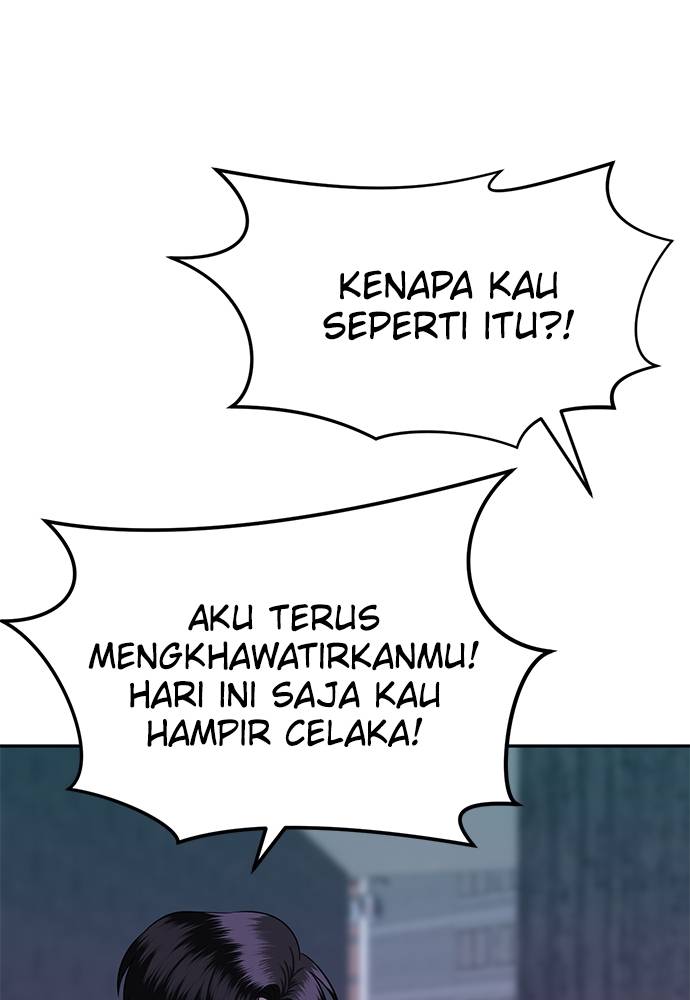 KENAPA KAU
SEPERTI ITU?!
AKU TERUS
MENGKHAWATIRKANMU!
HARI INI SAJA KAU
HAMPIR CELAKA!